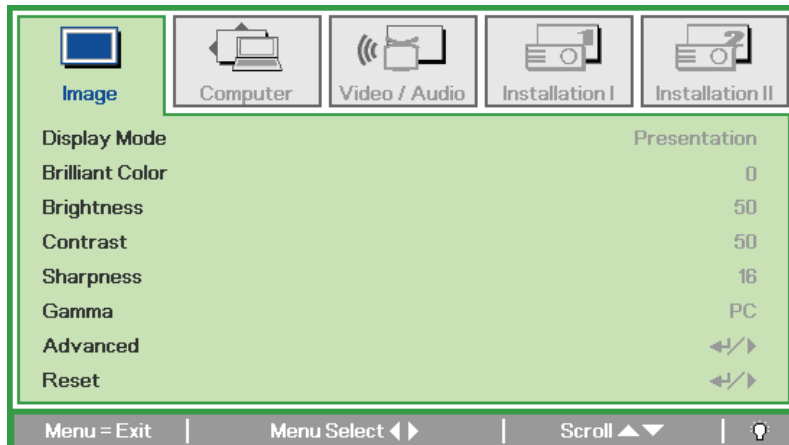 Image Computer Video / Audio Installation I Installation II
Display Mode Presentation
Brilliant Color 0
Brightness 50
Contrast 50
Sharpness 16
Gamma PC
Advanced ◀┘/▶
Reset ◀┘/▶
Menu = Exit Menu Select ◀▶ Scroll ▲▼